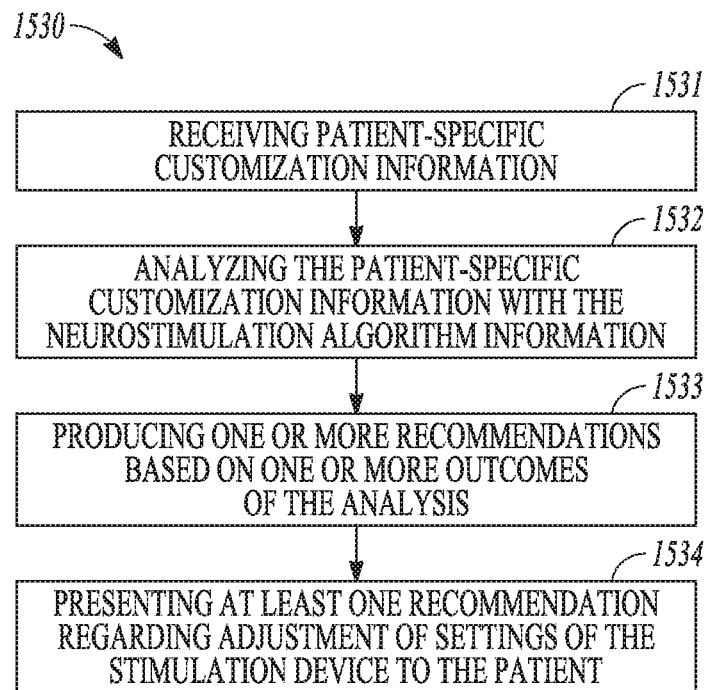 1530
1531
RECEIVING PATIENT-SPECIFIC
CUSTOMIZATION INFORMATION
1532
ANALYZING THE PATIENT-SPECIFIC
CUSTOMIZATION INFORMATION WITH THE
NEUROSTIMULATION ALGORITHM INFORMATION
1533
PRODUCING ONE OR MORE RECOMMENDATIONS
BASED ON ONE OR MORE OUTCOMES
OF THE ANALYSIS
1534
PRESENTING AT LEAST ONE RECOMMENDATION
REGARDING ADJUSTMENT OF SETTINGS OF THE
STIMULATION DEVICE TO THE PATIENT